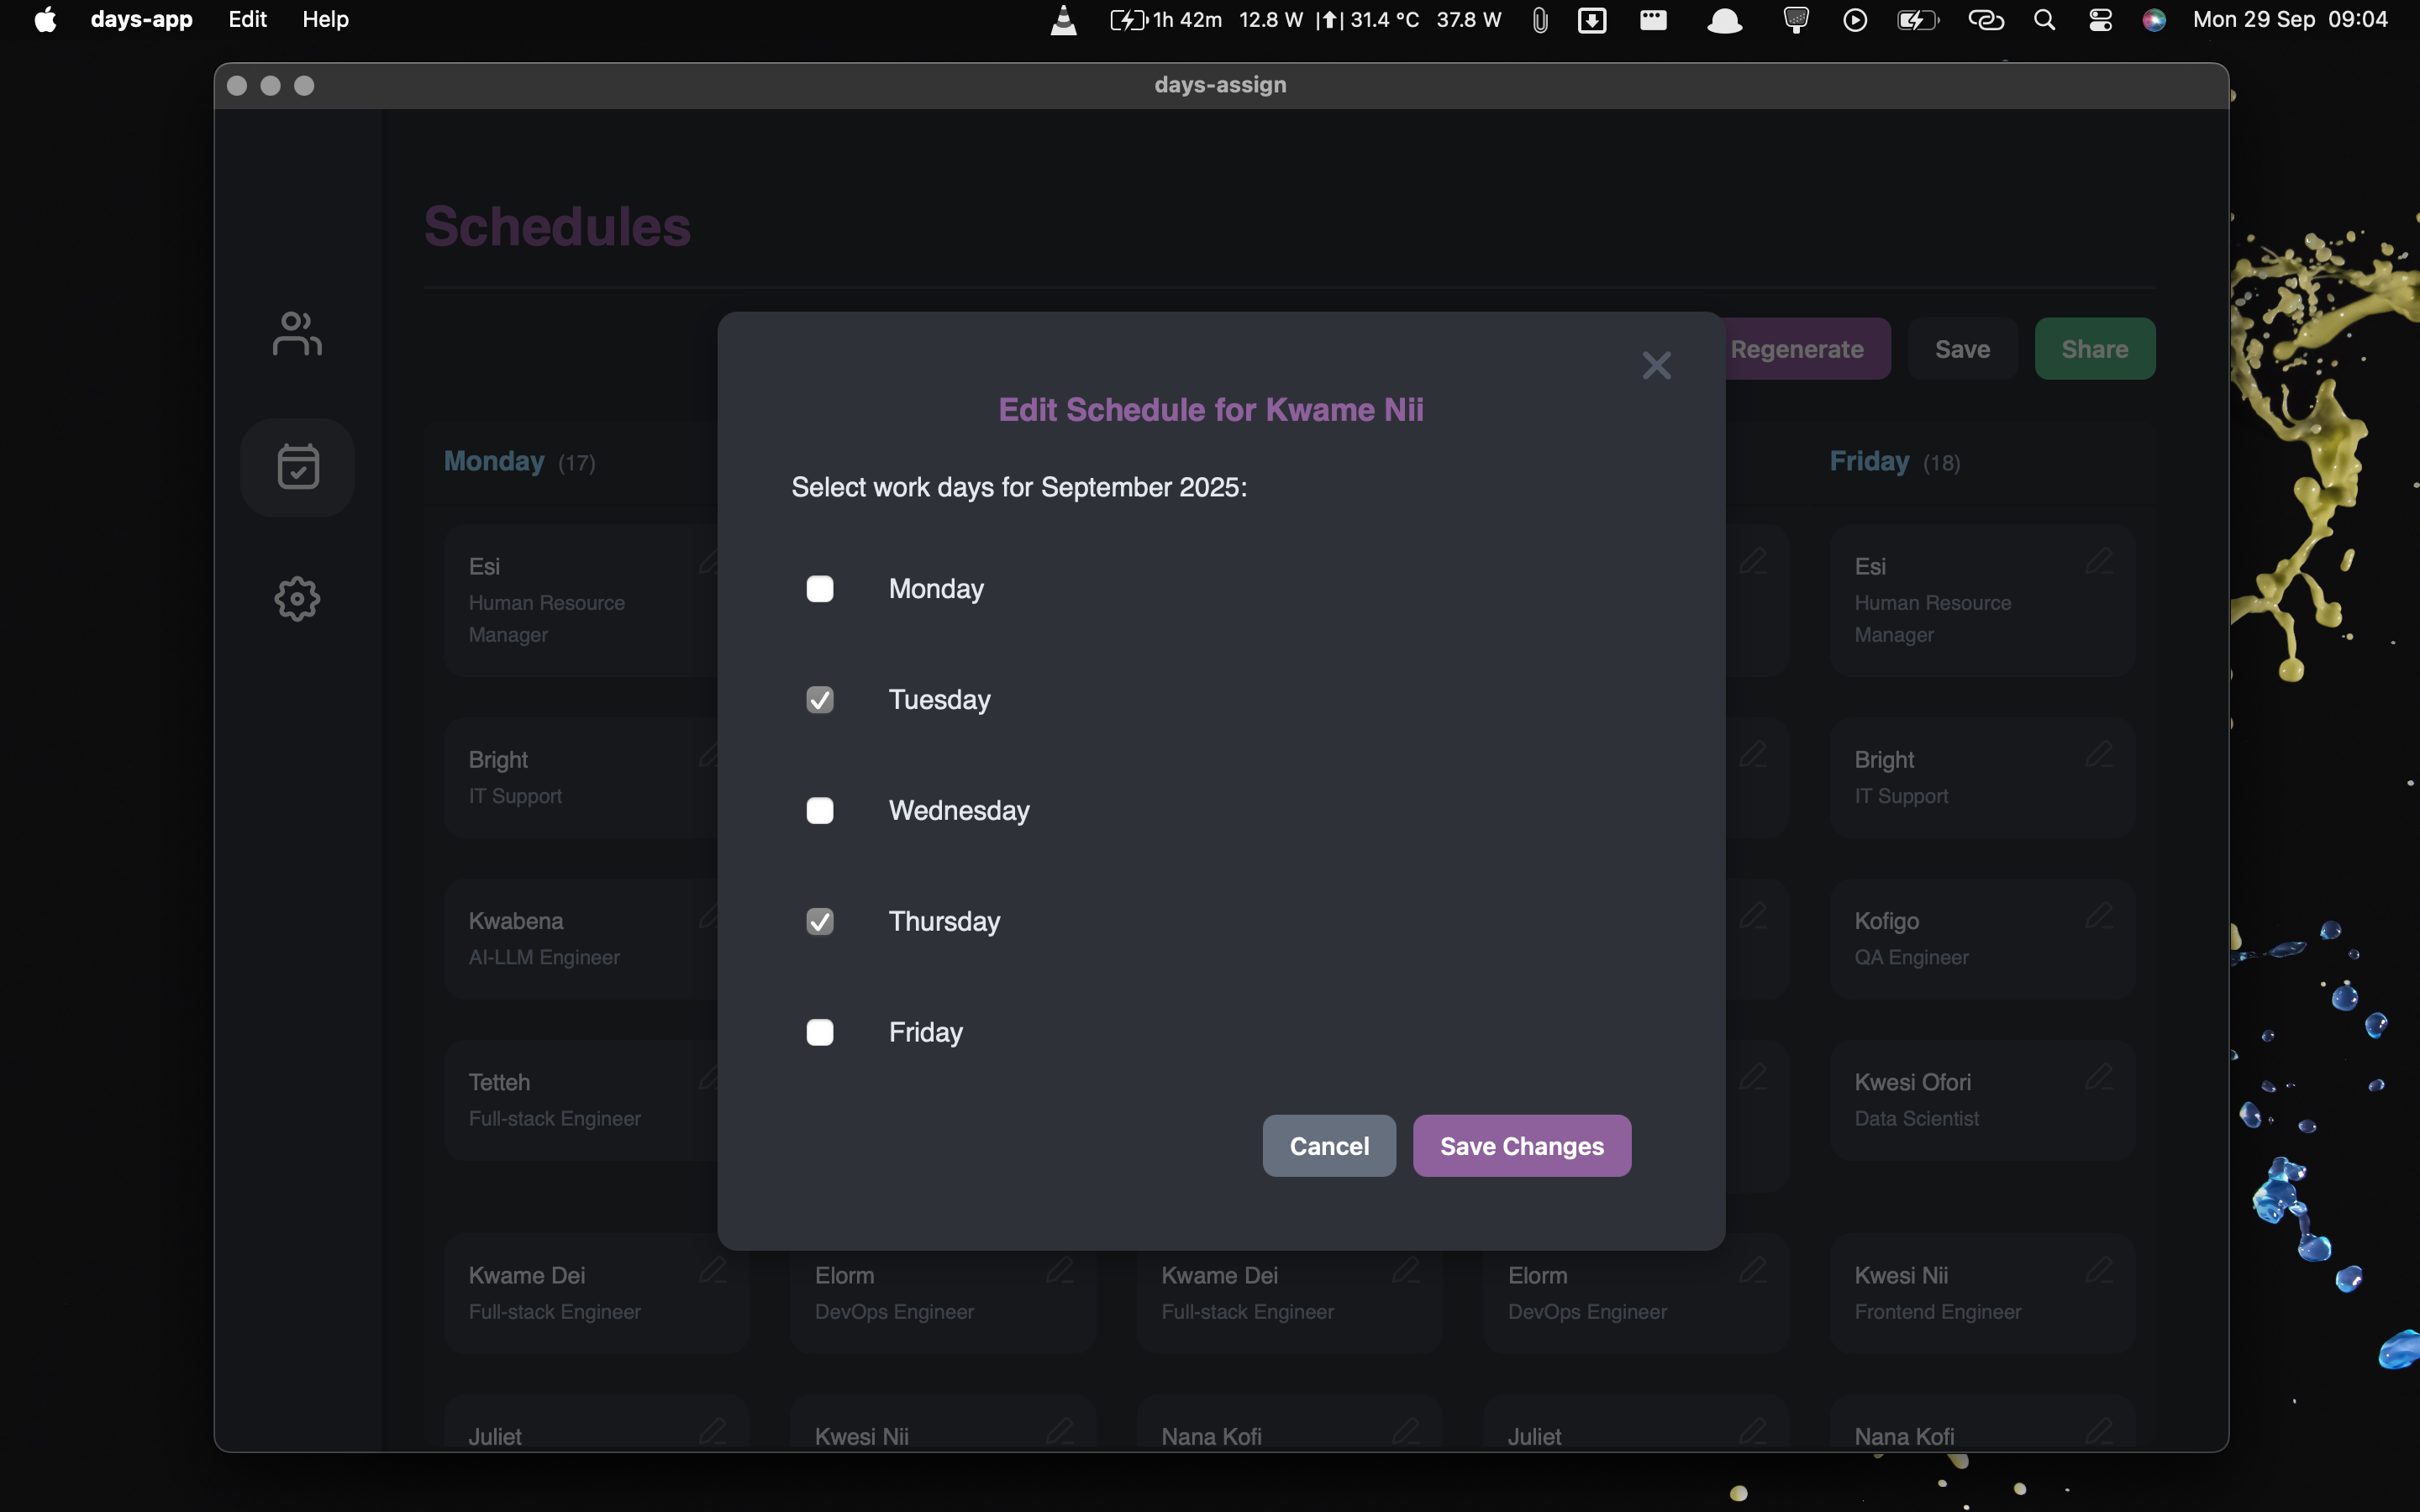 days-app Edit Help 1h 42m 12.8 W 31.4 °C 37.8 W Mon 29 Sep 09:04
days-assign
Schedules
Regenerate Save Share
Edit Schedule for Kwame Nii
Select work days for September 2025:
Monday
Tuesday
Wednesday
Thursday
Friday
Cancel Save Changes
Monday (17)
Esi
Human Resource
Manager
Bright
IT Support
Kwabena
AI-LLM Engineer
Tetteh
Full-stack Engineer
Kwame Dei
Full-stack Engineer
Juliet
Elorm
DevOps Engineer
Kwesi Nii
Kwame Dei
Full-stack Engineer
Nana Kofi
Elorm
DevOps Engineer
Juliet
Friday (18)
Esi
Human Resource
Manager
Bright
IT Support
Kofigo
QA Engineer
Kwesi Ofori
Data Scientist
Kwesi Nii
Frontend Engineer
Nana Kofi